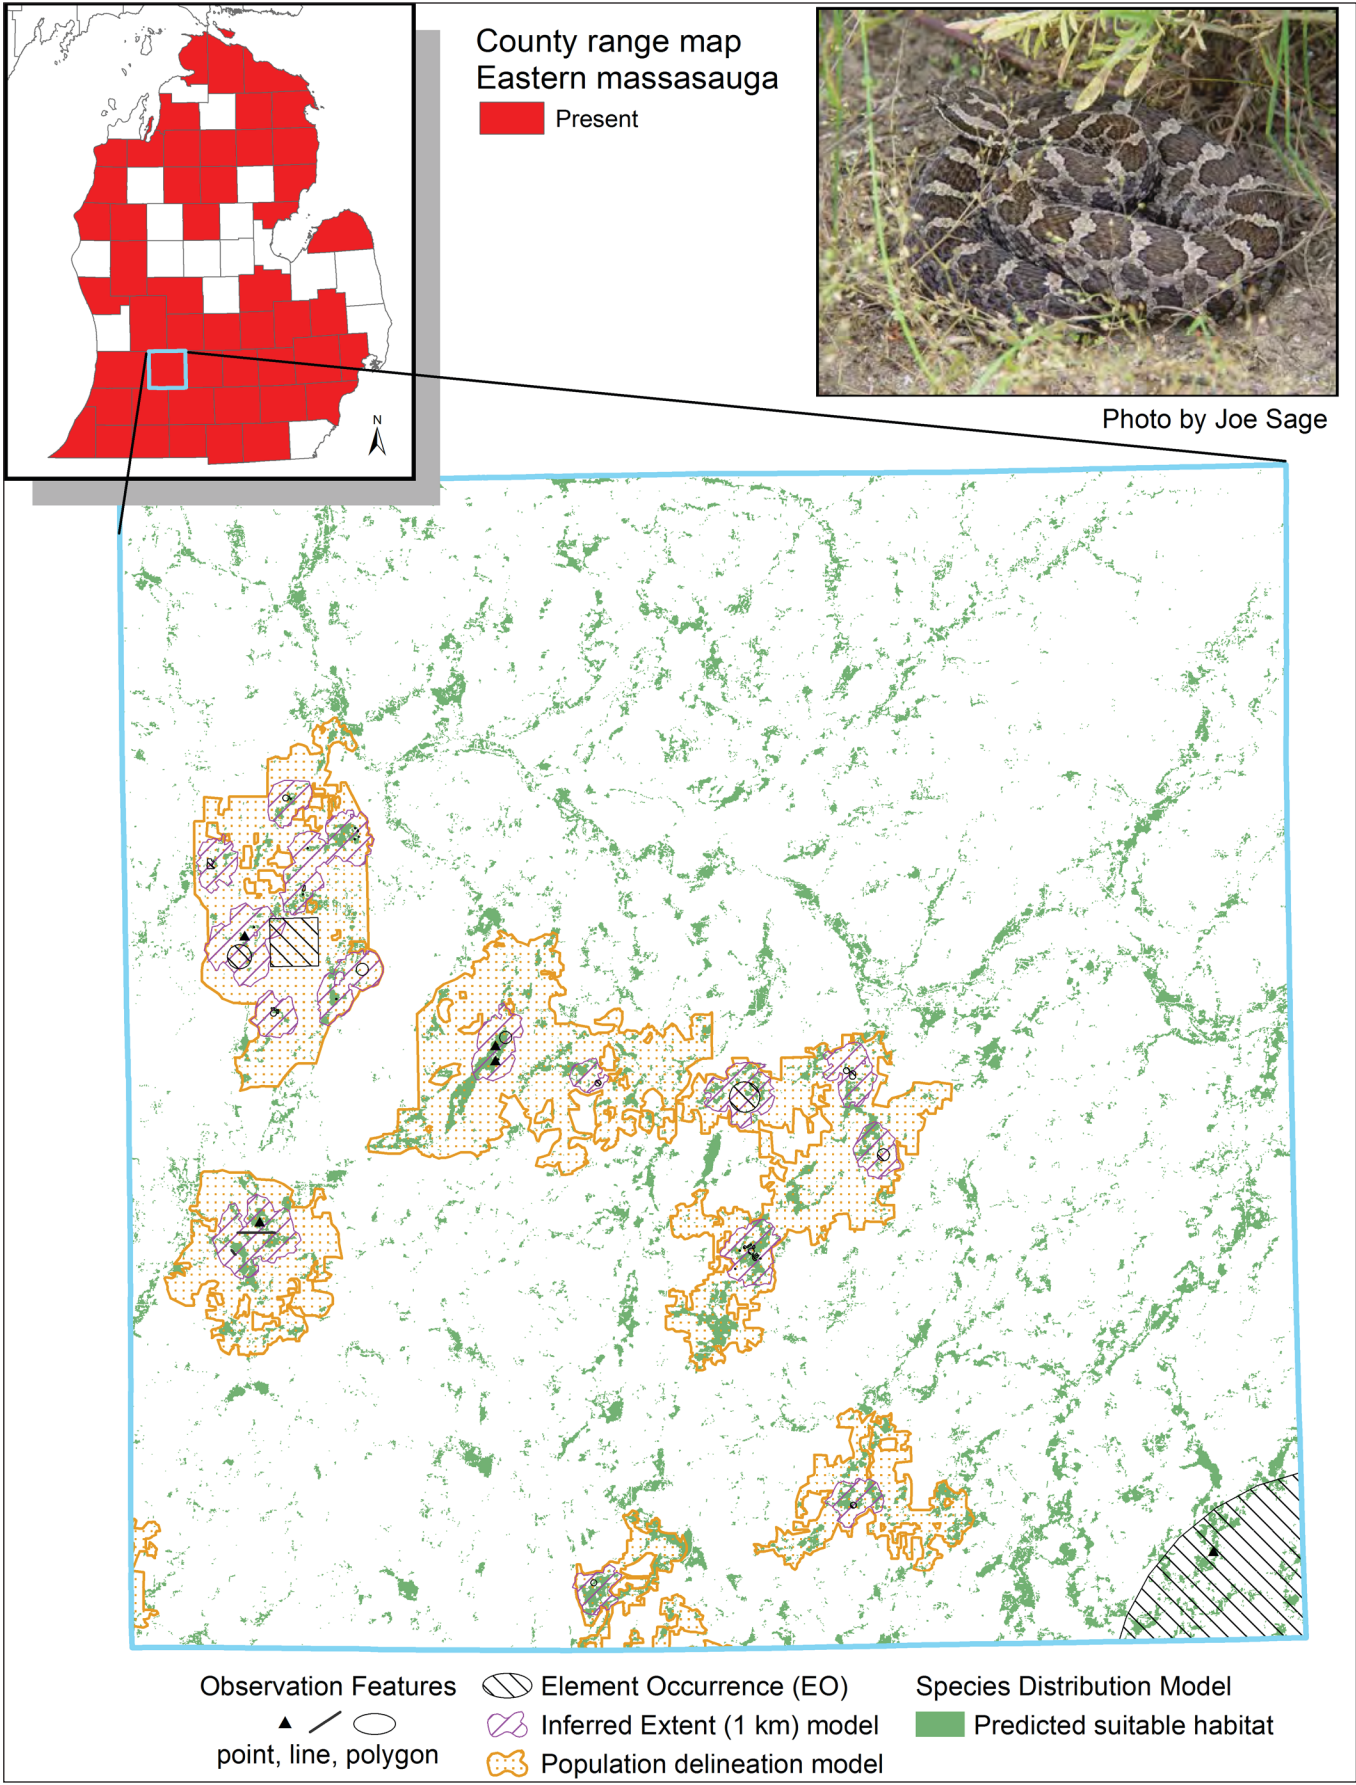 County range map
Eastern massasauga
Present
N
Photo by Joe Sage
Observation Features
point, line, polygon
Element Occurrence (EO)
Inferred Extent (1 km) model
Population delineation model
Species Distribution Model
Predicted suitable habitat